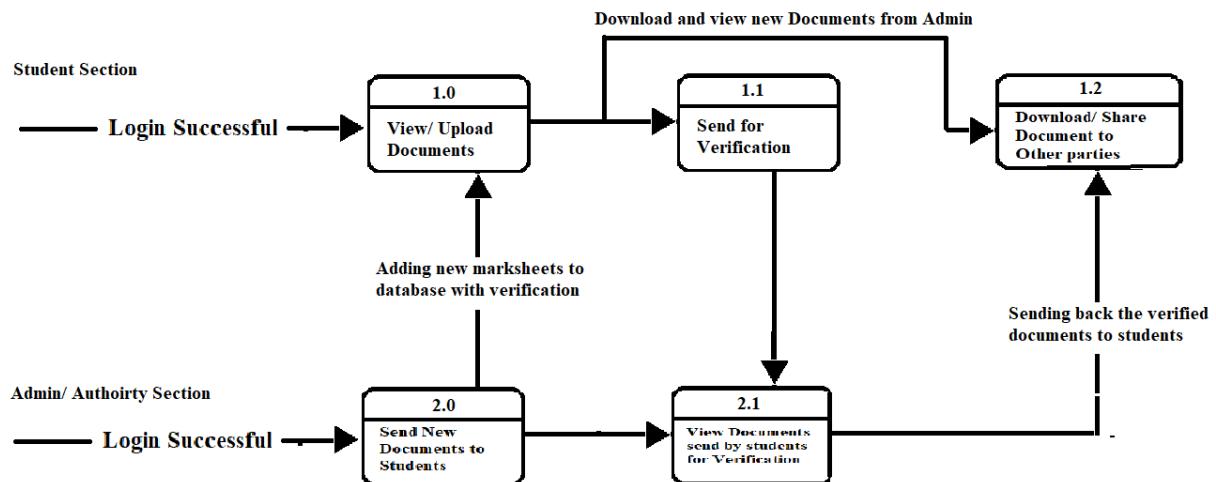 Download and view new Documents from Admin
Student Section
Login Successful
1.0
View/ Upload
Documents
1.1
Send for
Verification
1.2
Download/ Share
Document to
Other parties
Adding new marksheets to
database with verification
Sending back the verified
documents to students
Admin/ Authoirty Section
Login Successful
2.0
Send New
Documents to
Students
2.1
View Documents
send by students
for Verification